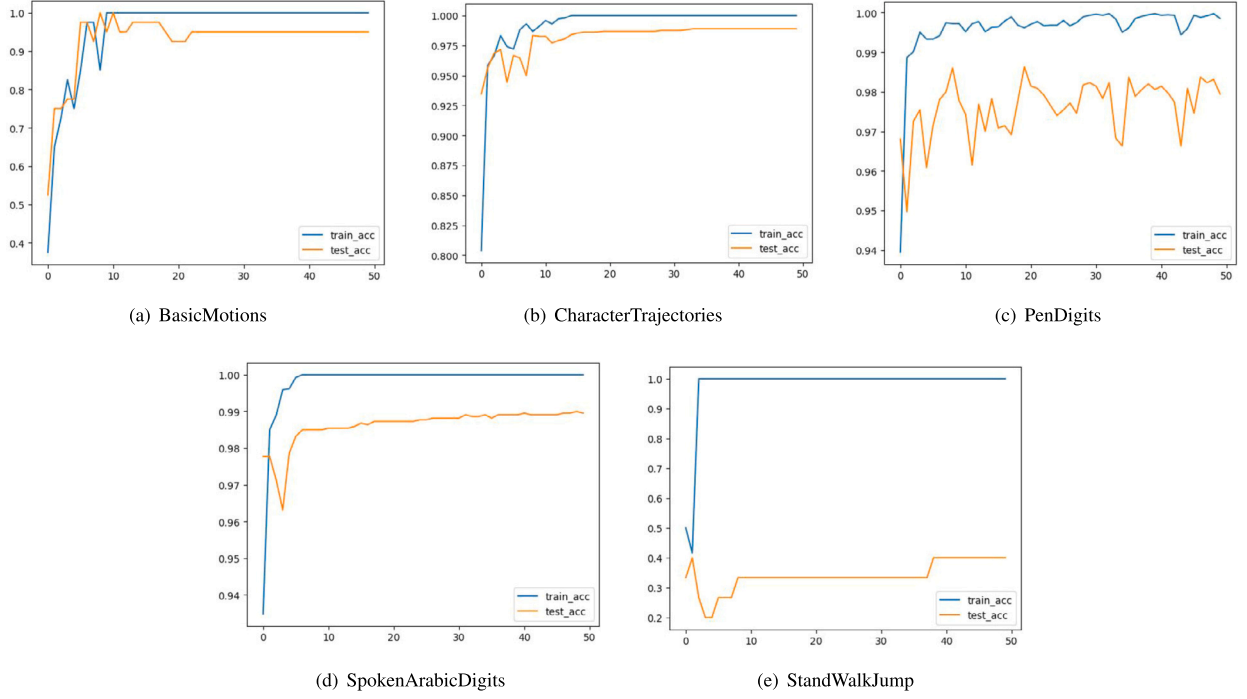 1.0
0.9
0.8
0.7
0.6
0.5
0.4
0 10 20 30 40 50
train_acc
test_acc
(a) BasicMotions
1.000
0.975
0.950
0.925
0.900
0.875
0.850
0.825
0.800
0 10 20 30 40 50
train_acc
test_acc
(b) CharacterTrajectories
1.00
0.99
0.98
0.97
0.96
0.95
0.94
0 10 20 30 40 50
train_acc
test_acc
(c) PenDigits
1.00
0.99
0.98
0.97
0.96
0.95
0.94
0 10 20 30 40 50
train_acc
test_acc
(d) SpokenArabicDigits
1.0
0.9
0.8
0.7
0.6
0.5
0.4
0.3
0.2
0 10 20 30 40 50
train_acc
test_acc
(e) StandWalkJump